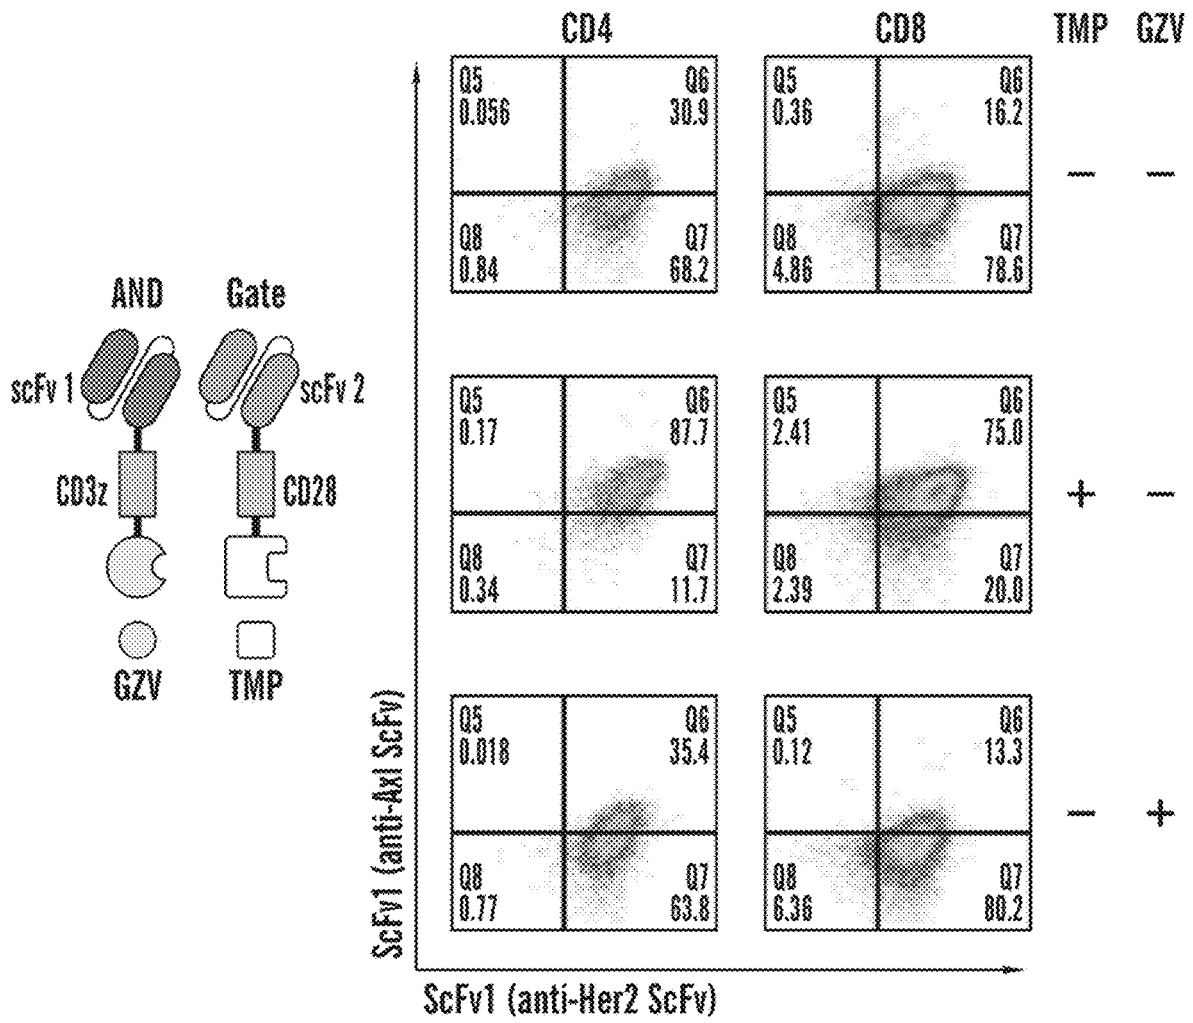 CD4 CD8 TMP GZV
Q5 Q6
0.056 30.9
Q8 Q7
0.84 68.2
Q5 Q6
0.36 16.2
Q8 Q7
4.86 78.6
− −
AND Gate
scFv 1 scFv 2
CD3z CD28
GZV TMP
Q5 Q6
0.17 87.7
Q8 Q7
0.34 11.7
Q5 Q6
2.41 75.0
Q8 Q7
2.39 20.0
+ −
Q5 Q6
0.018 35.4
Q8 Q7
0.77 63.8
Q5 Q6
0.12 13.3
Q8 Q7
6.36 80.2
− +
ScFv1 (anti-Axl ScFv)
ScFv1 (anti-Her2 ScFv)